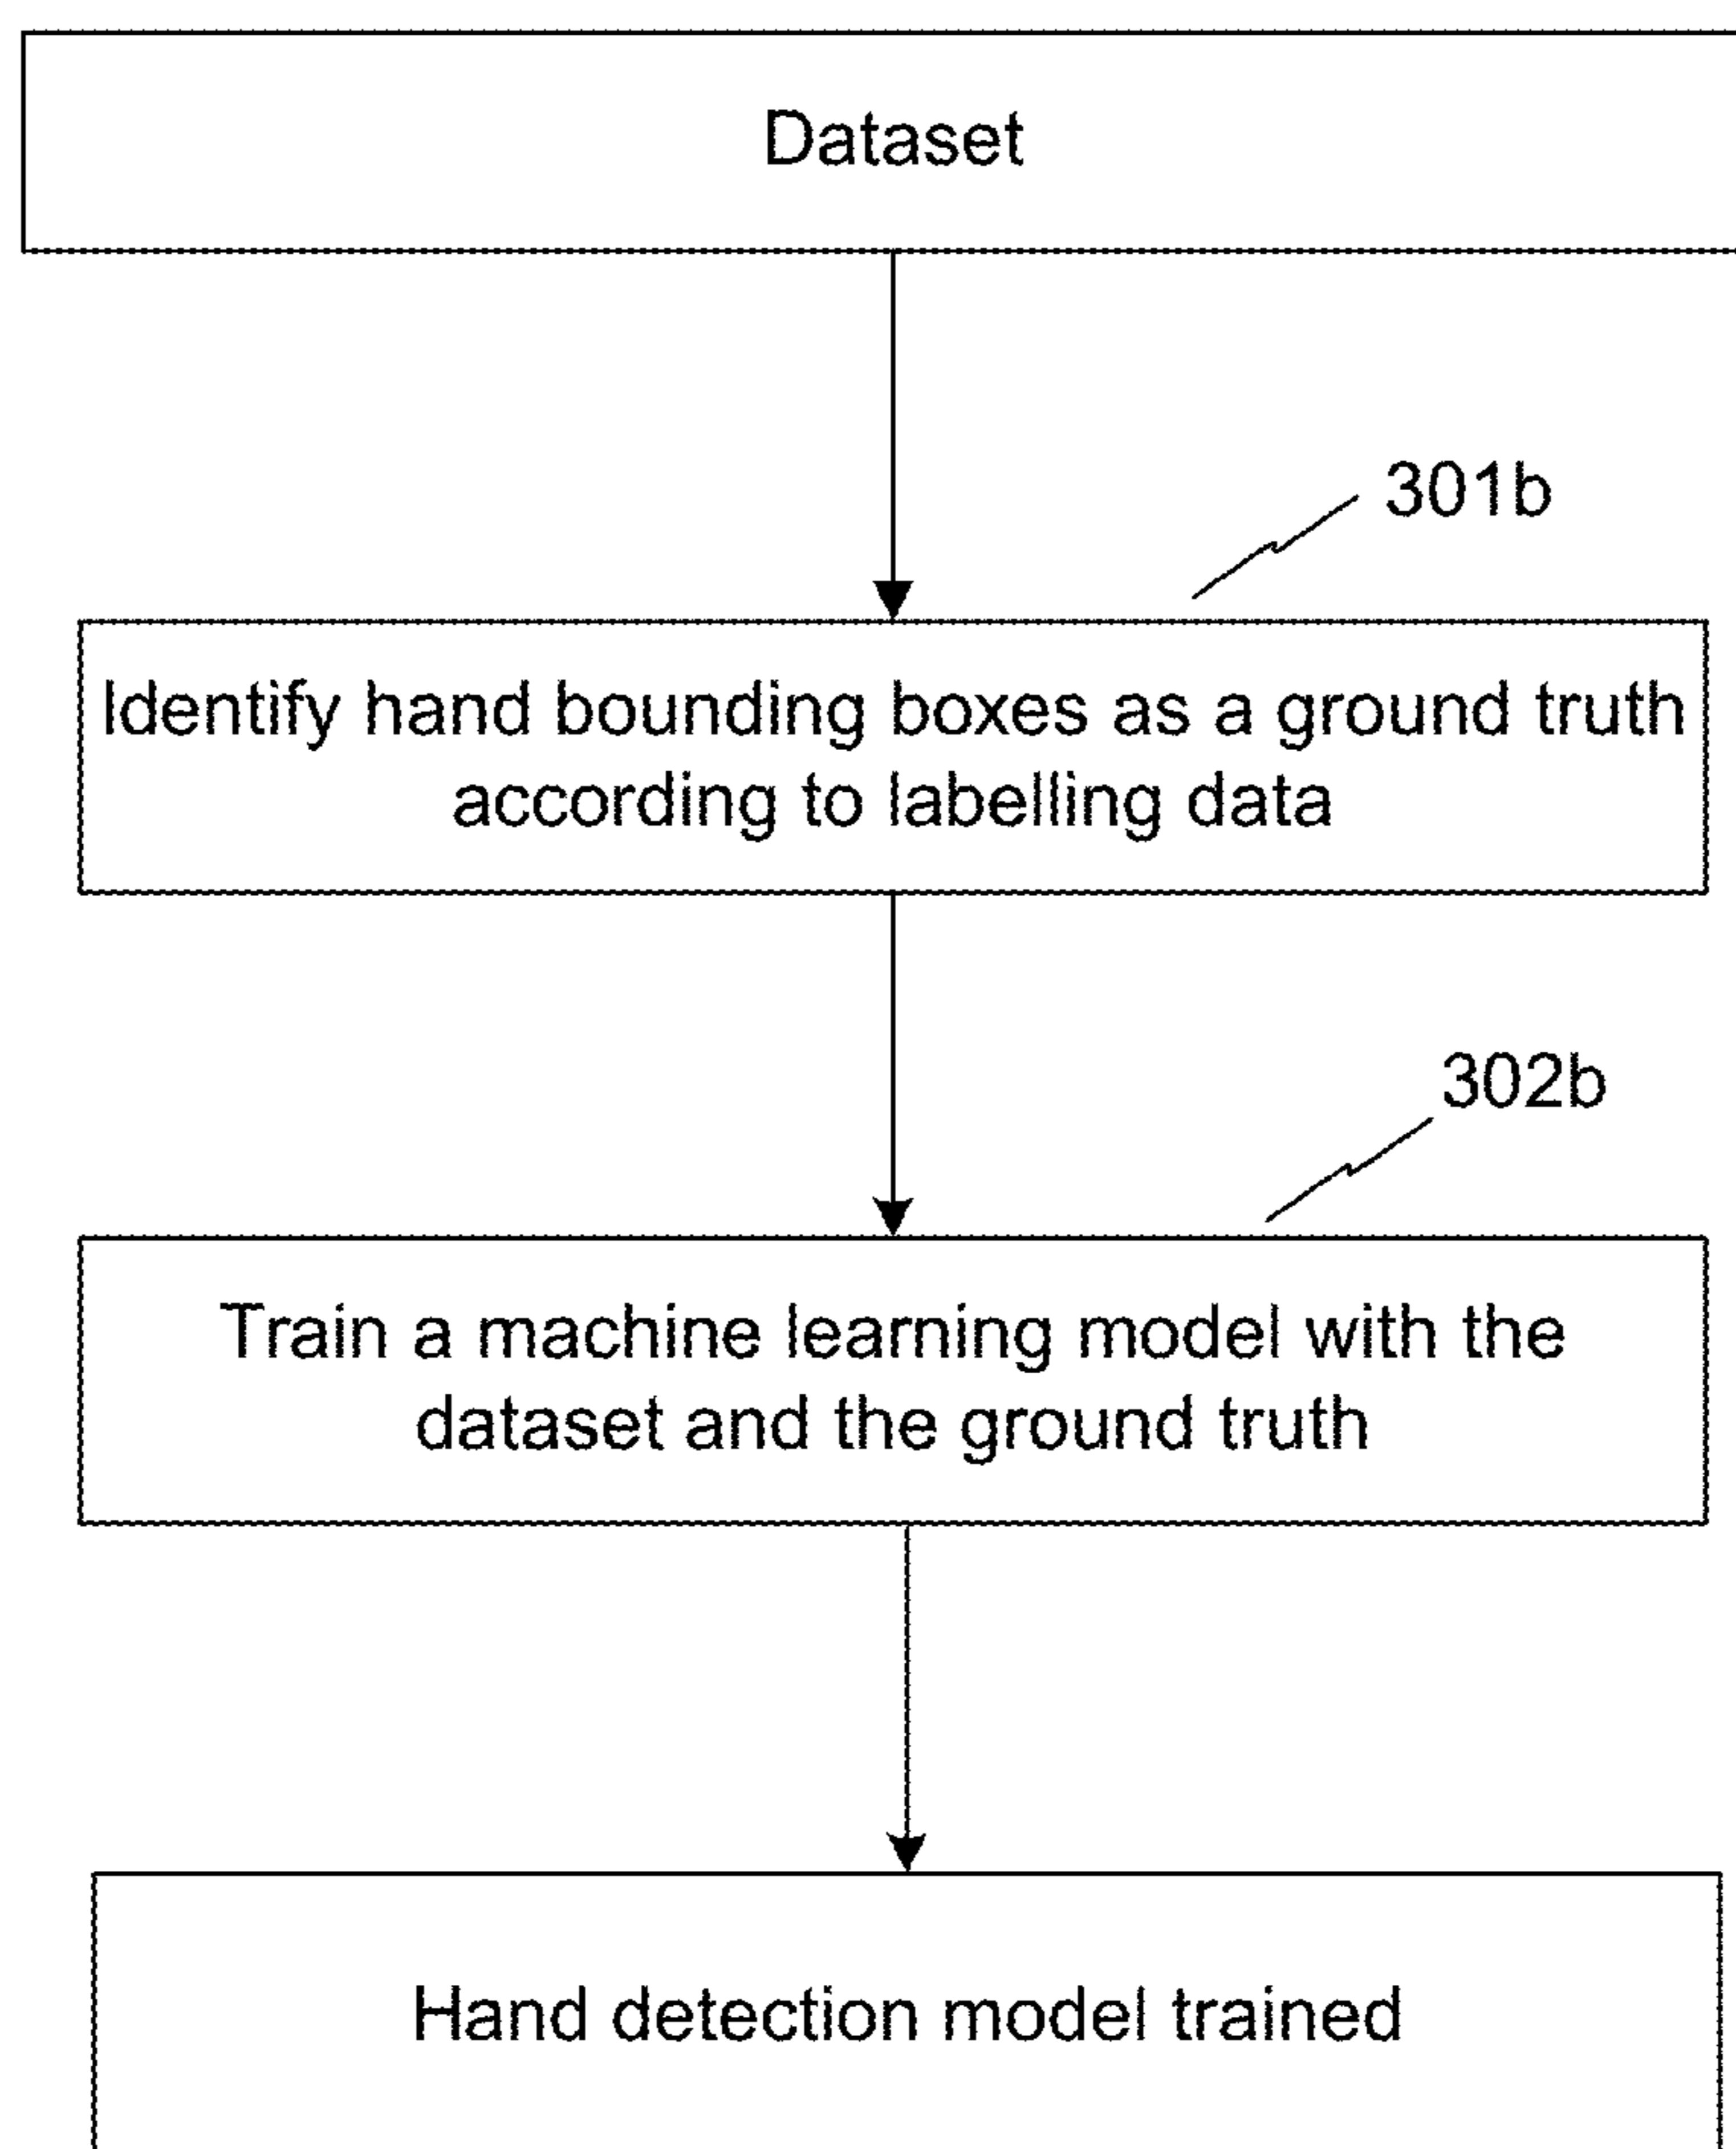 Dataset
301b
Identify hand bounding boxes as a ground truth
according to labelling data
302b
Train a machine learning model with the
dataset and the ground truth
Hand detection model trained